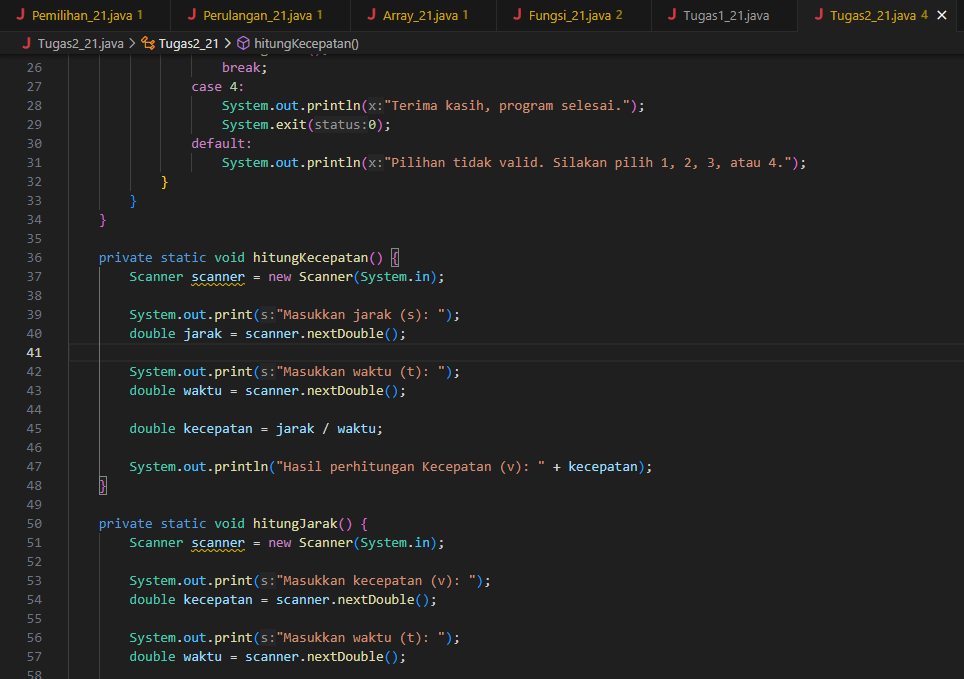 J Pemilihan_21.java 1 J Perulangan_21.java 1 J Array_21.java 1 J Fungsi_21.java 2 J Tugas1_21.java J Tugas2_21.java 4 ×
J Tugas2_21.java > Tugas2_21 > hitungKecepatan()
26 break;
27 case 4:
28 System.out.println(x:"Terima kasih, program selesai.");
29 System.exit(status:0);
30 default:
31 System.out.println(x:"Pilihan tidak valid. Silakan pilih 1, 2, 3, atau 4.");
32 }
33 }
34 }
35
36 private static void hitungKecepatan() {
37 Scanner scanner = new Scanner(System.in);
38
39 System.out.print(s:"Masukkan jarak (s): ");
40 double jarak = scanner.nextDouble();
41
42 System.out.print(s:"Masukkan waktu (t): ");
43 double waktu = scanner.nextDouble();
44
45 double kecepatan = jarak / waktu;
46
47 System.out.println("Hasil perhitungan Kecepatan (v): " + kecepatan);
48 }
49
50 private static void hitungJarak() {
51 Scanner scanner = new Scanner(System.in);
52
53 System.out.print(s:"Masukkan kecepatan (v): ");
54 double kecepatan = scanner.nextDouble();
55
56 System.out.print(s:"Masukkan waktu (t): ");
57 double waktu = scanner.nextDouble();
58